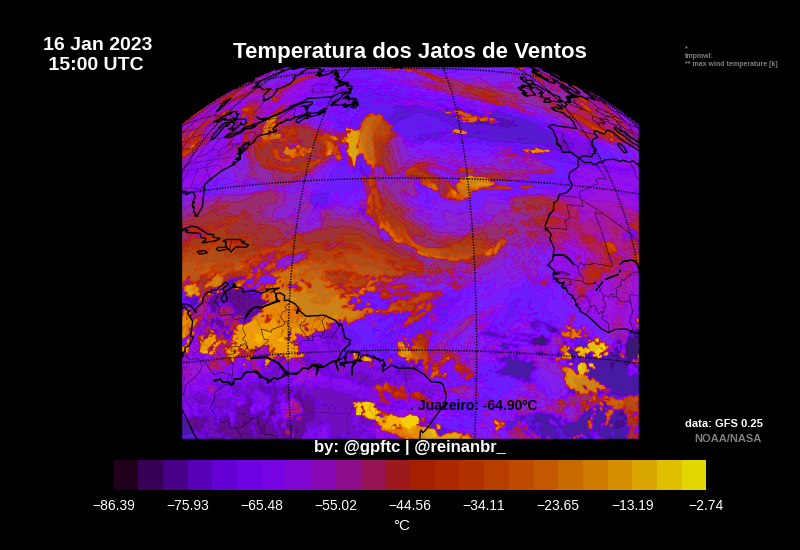 16 Jan 2023
15:00 UTC
Temperatura dos Jatos de Ventos
*
tmpmwl:
** max wind temperature [k]
. Juazeiro: -64.90ºC
data: GFS 0.25
NOAA/NASA
by: @gpftc | @reinanbr_
−86.39 −75.93 −65.48 −55.02 −44.56 −34.11 −23.65 −13.19 −2.74
°C